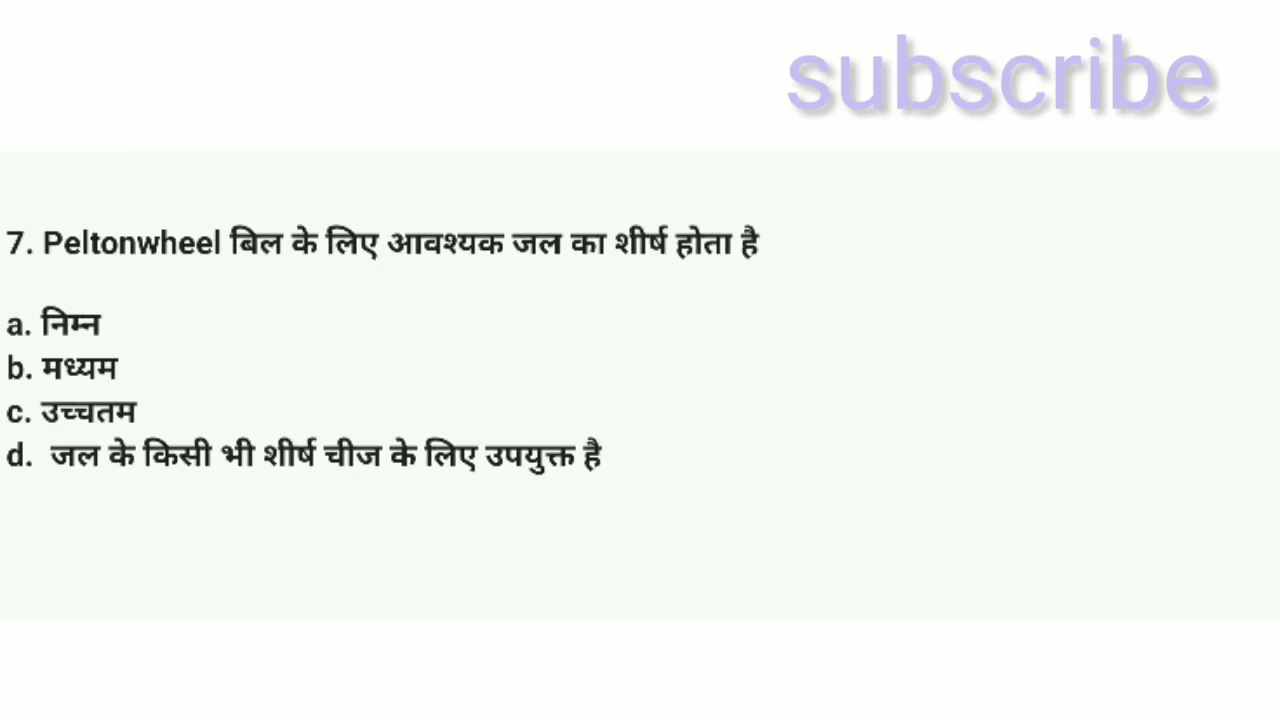 subscribe
7. Peltonwheel बिल के लिए आवश्यक जल का शीर्ष होता है
a. निम्न
b. मध्यम
c. उच्चतम
d. जल के किसी भी शीर्ष चीज के लिए उपयुक्त है